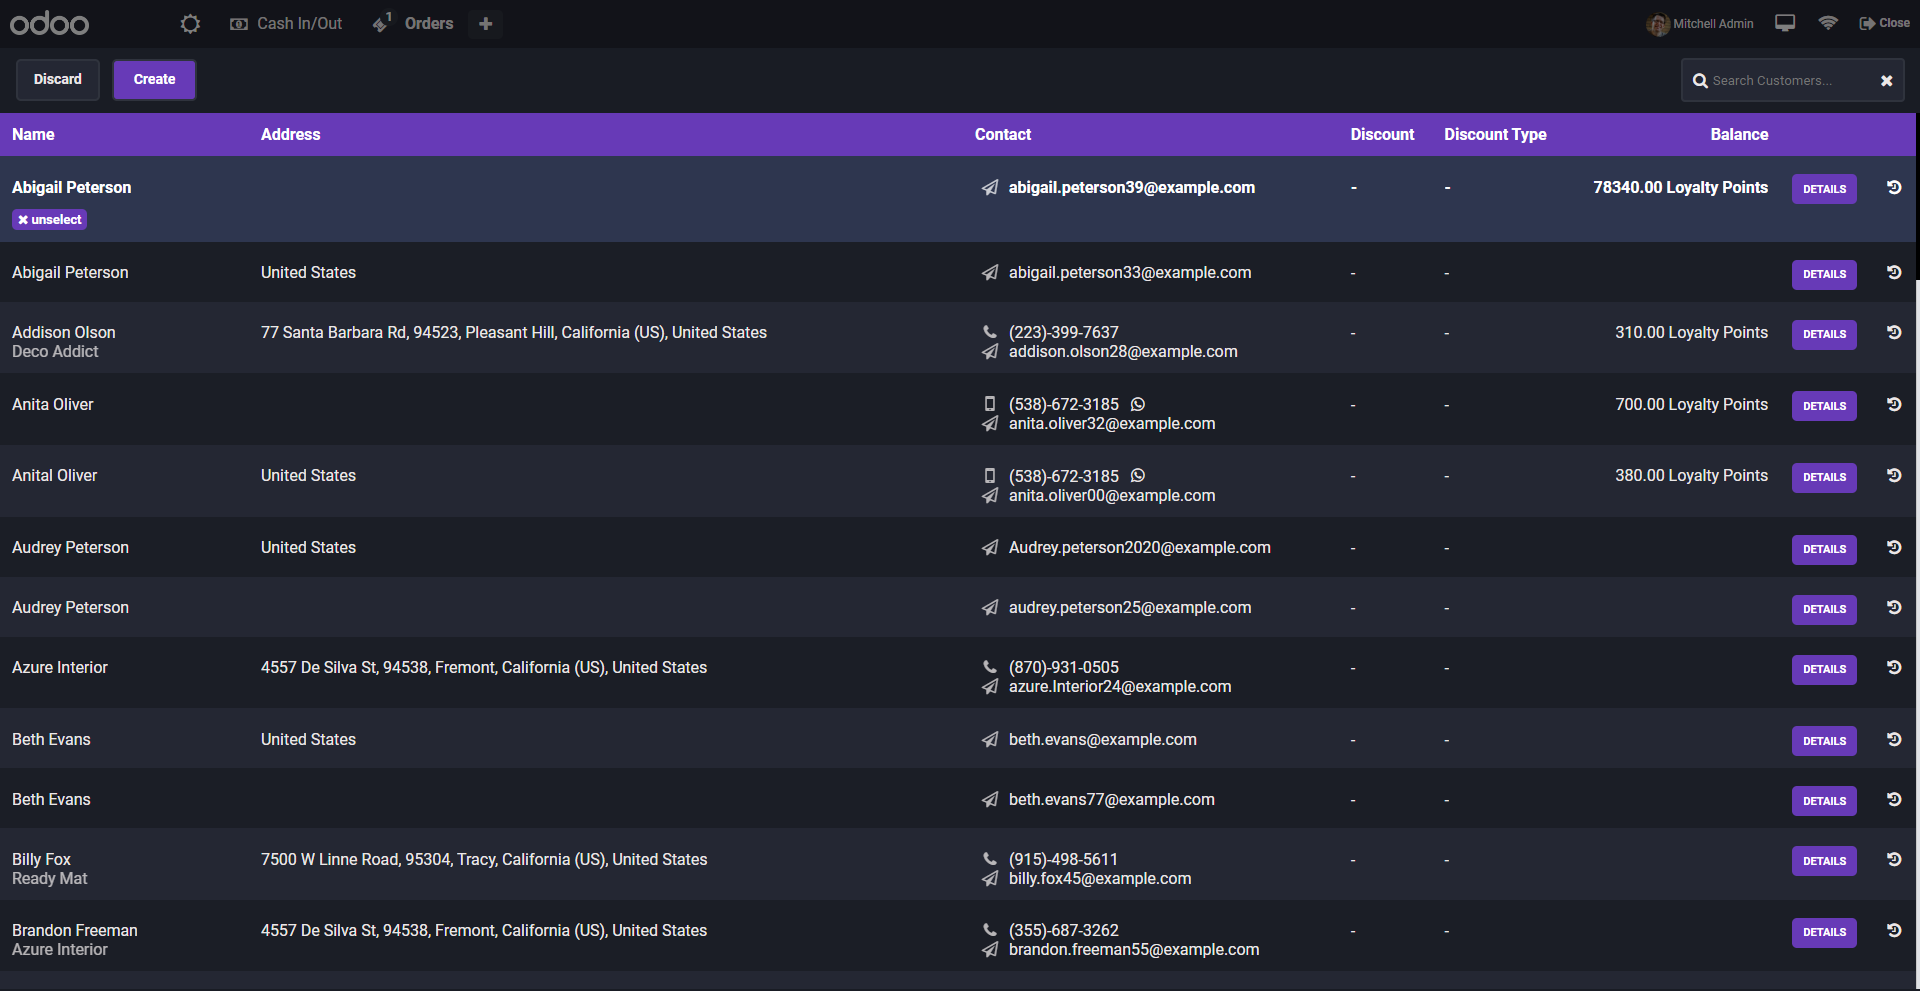 odoo
Cash In/Out
1
Orders
Mitchell Admin
Close
Discard
Create
Search Customers...
Name Address Contact Discount Discount Type Balance
Abigail Peterson abigail.peterson39@example.com - - 78340.00 Loyalty Points DETAILS
unselect
Abigail Peterson United States abigail.peterson33@example.com - - DETAILS
Addison Olson 77 Santa Barbara Rd, 94523, Pleasant Hill, California (US), United States (223)-399-7637 - - 310.00 Loyalty Points DETAILS
Deco Addict addison.olson28@example.com
Anita Oliver (538)-672-3185 - - 700.00 Loyalty Points DETAILS
anita.oliver32@example.com
Anital Oliver United States (538)-672-3185 - - 380.00 Loyalty Points DETAILS
anita.oliver00@example.com
Audrey Peterson United States Audrey.peterson2020@example.com - - DETAILS
Audrey Peterson audrey.peterson25@example.com - - DETAILS
Azure Interior 4557 De Silva St, 94538, Fremont, California (US), United States (870)-931-0505 - - DETAILS
azure.Interior24@example.com
Beth Evans United States beth.evans@example.com - - DETAILS
Beth Evans beth.evans77@example.com - - DETAILS
Billy Fox 7500 W Linne Road, 95304, Tracy, California (US), United States (915)-498-5611 - - DETAILS
Ready Mat billy.fox45@example.com
Brandon Freeman 4557 De Silva St, 94538, Fremont, California (US), United States (355)-687-3262 - - DETAILS
Azure Interior brandon.freeman55@example.com